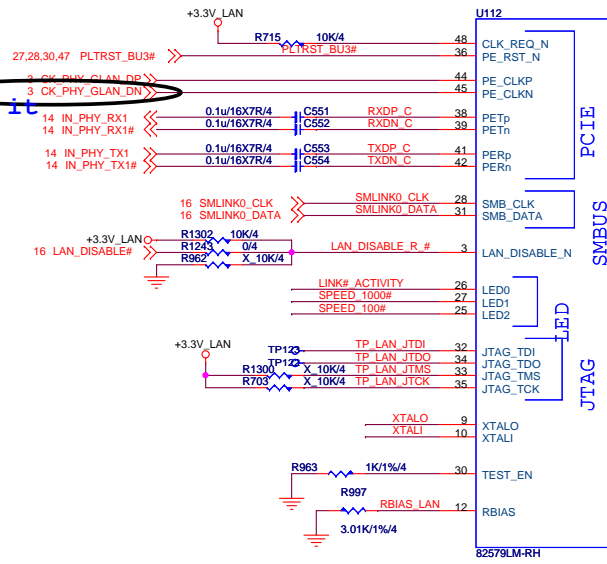 +3.3V_LAN
U112
R715 10K/4 48 CLK_REQ_N
27,28,30,47 PLTRST_BU3# PLTRST_BU3# 36 PE_RST_N
3 CK_PHY_GLAN_DP 44 PE_CLKP
3 CK_PHY_GLAN_DN 45 PE_CLKN
it
14 IN_PHY_RX1 0.1u/16X7R/4 C551 RXDP_C 38 PETp
14 IN_PHY_RX1# 0.1u/16X7R/4 C552 RXDN_C 39 PETn
14 IN_PHY_TX1 0.1u/16X7R/4 C553 TXDP_C 41 PERp
14 IN_PHY_TX1# 0.1u/16X7R/4 C554 TXDN_C 42 PERn
PCIE
16 SMLINK0_CLK SMLINK0_CLK 28 SMB_CLK
16 SMLINK0_DATA SMLINK0_DATA 31 SMB_DATA
SMBUS
+3.3V_LAN R1302 10K/4
16 LAN_DISABLE# R1243 0/4 LAN_DISABLE_R_# 3 LAN_DISABLE_N
R962 X_10K/4
LINK#_ACTIVITY 26 LED0
SPEED_1000# 27 LED1
SPEED_100# 25 LED2
LED
+3.3V_LAN
TP123 TP_LAN_JTDI 32 JTAG_TDI
TP122 TP_LAN_JTDO 34 JTAG_TDO
R1300 X_10K/4 TP_LAN_JTMS 33 JTAG_TMS
R703 X_10K/4 TP_LAN_JTCK 35 JTAG_TCK
JTAG
XTALO 9 XTALO
XTALI 10 XTALI
R963 1K/1%/4 30 TEST_EN
R997
RBIAS_LAN 12 RBIAS
3.01K/1%/4
82579LM-RH